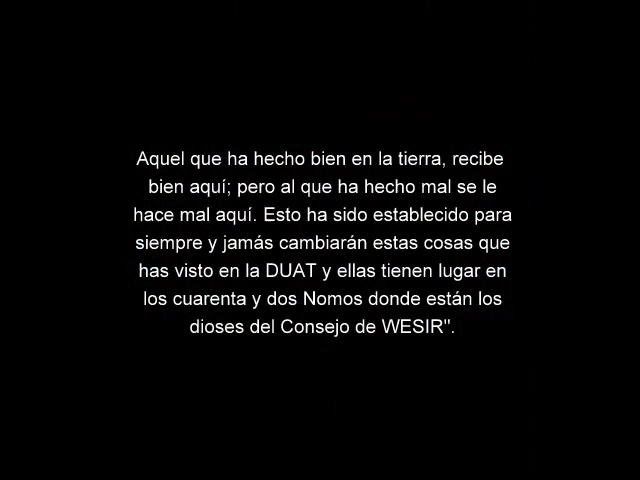 Aquel que ha hecho bien en la tierra, recibe
bien aquí; pero al que ha hecho mal se le
hace mal aquí. Esto ha sido establecido para
siempre y jamás cambiarán estas cosas que
has visto en la DUAT y ellas tienen lugar en
los cuarenta y dos Nomos donde están los
dioses del Consejo de WESIR".